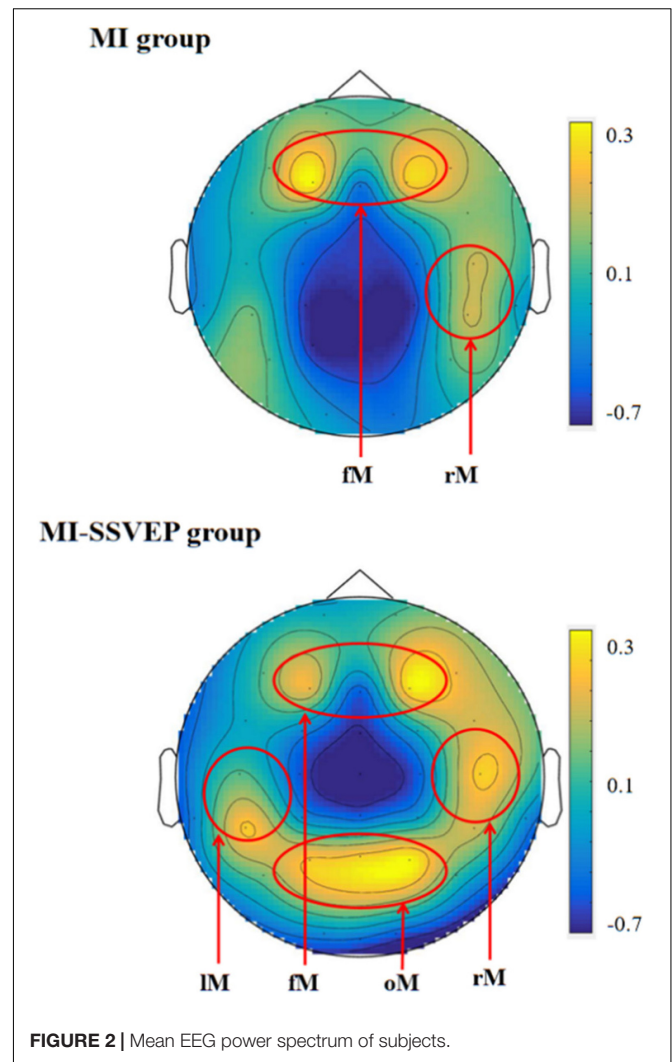 MI group
0.3
0.1
-0.7
fM rM
MI-SSVEP group
0.3
0.1
-0.7
lM fM oM rM
FIGURE 2 | Mean EEG power spectrum of subjects.